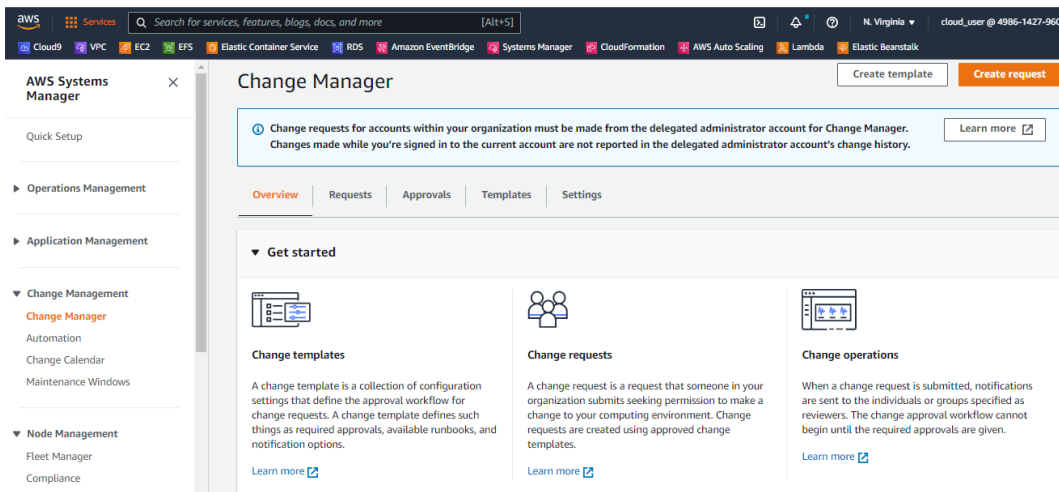 aws Services Search for services, features, blogs, docs, and more [Alt+S] N. Virginia ▼ cloud_user @ 4986-1427-960
Cloud9 VPC EC2 EFS Elastic Container Service RDS Amazon EventBridge Systems Manager CloudFormation AWS Auto Scaling Lambda Elastic Beanstalk
AWS Systems
Manager
Quick Setup
Operations Management
Application Management
Change Management
Change Manager
Automation
Change Calendar
Maintenance Windows
Node Management
Fleet Manager
Compliance
Change Manager
Create template
Create request
Change requests for accounts within your organization must be made from the delegated administrator account for Change Manager.
Changes made while you're signed in to the current account are not reported in the delegated administrator account's change history.
Learn more
Overview Requests Approvals Templates Settings
Get started
Change templates
A change template is a collection of configuration
settings that define the approval workflow for
change requests. A change template defines such
things as required approvals, available runbooks, and
notification options.
Learn more
Change requests
A change request is a request that someone in your
organization submits seeking permission to make a
change to your computing environment. Change
requests are created using approved change
templates.
Learn more
Change operations
When a change request is submitted, notifications
are sent to the individuals or groups specified as
reviewers. The change approval workflow cannot
begin until the required approvals are given.
Learn more